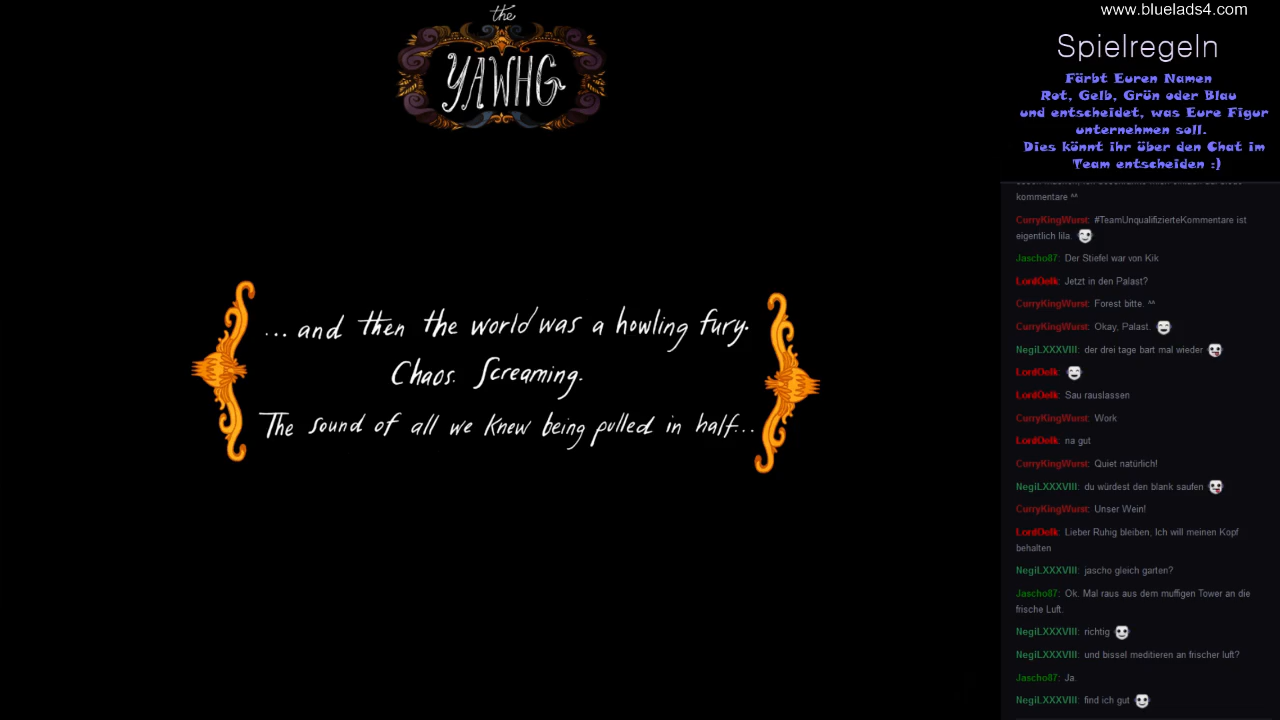 the
YAWHG
...and then the world was a howling fury.
Chaos. Screaming.
The sound of all we knew being pulled in half...
www.bluelads4.com
Spielregeln
Färbt Euren Namen
Rot, Gelb, Grün oder Blau
und entscheidet, was Eure Figur
unternehmen soll.
Dies könnt ihr über den Chat im
Team entscheiden :)
kommentare ^^
CurryKingWurst: #TeamUnqualifizierteKommentare ist
eigentlich lila.
Jascho87: Der Stiefel war von Kik
LordDelk: Jetzt in den Palast?
CurryKingWurst: Forest bitte. ^^
CurryKingWurst: Okay, Palast.
NegiLXXXVIII: der drei tage bart mal wieder
LordDelk:
LordDelk: Sau rauslassen
CurryKingWurst: Work
LordDelk: na gut
CurryKingWurst: Quiet natürlich!
NegiLXXXVIII: du würdest den blank saufen
CurryKingWurst: Unser Wein!
LordDelk: Lieber Ruhig bleiben, Ich will meinen Kopf
behalten
NegiLXXXVIII: jascho gleich garten?
Jascho87: Ok. Mal raus aus dem muffigen Tower an die
frische Luft.
NegiLXXXVIII: richtig
NegiLXXXVIII: und bissel meditieren an frischer luft?
Jascho87: Ja.
NegiLXXXVIII: find ich gut